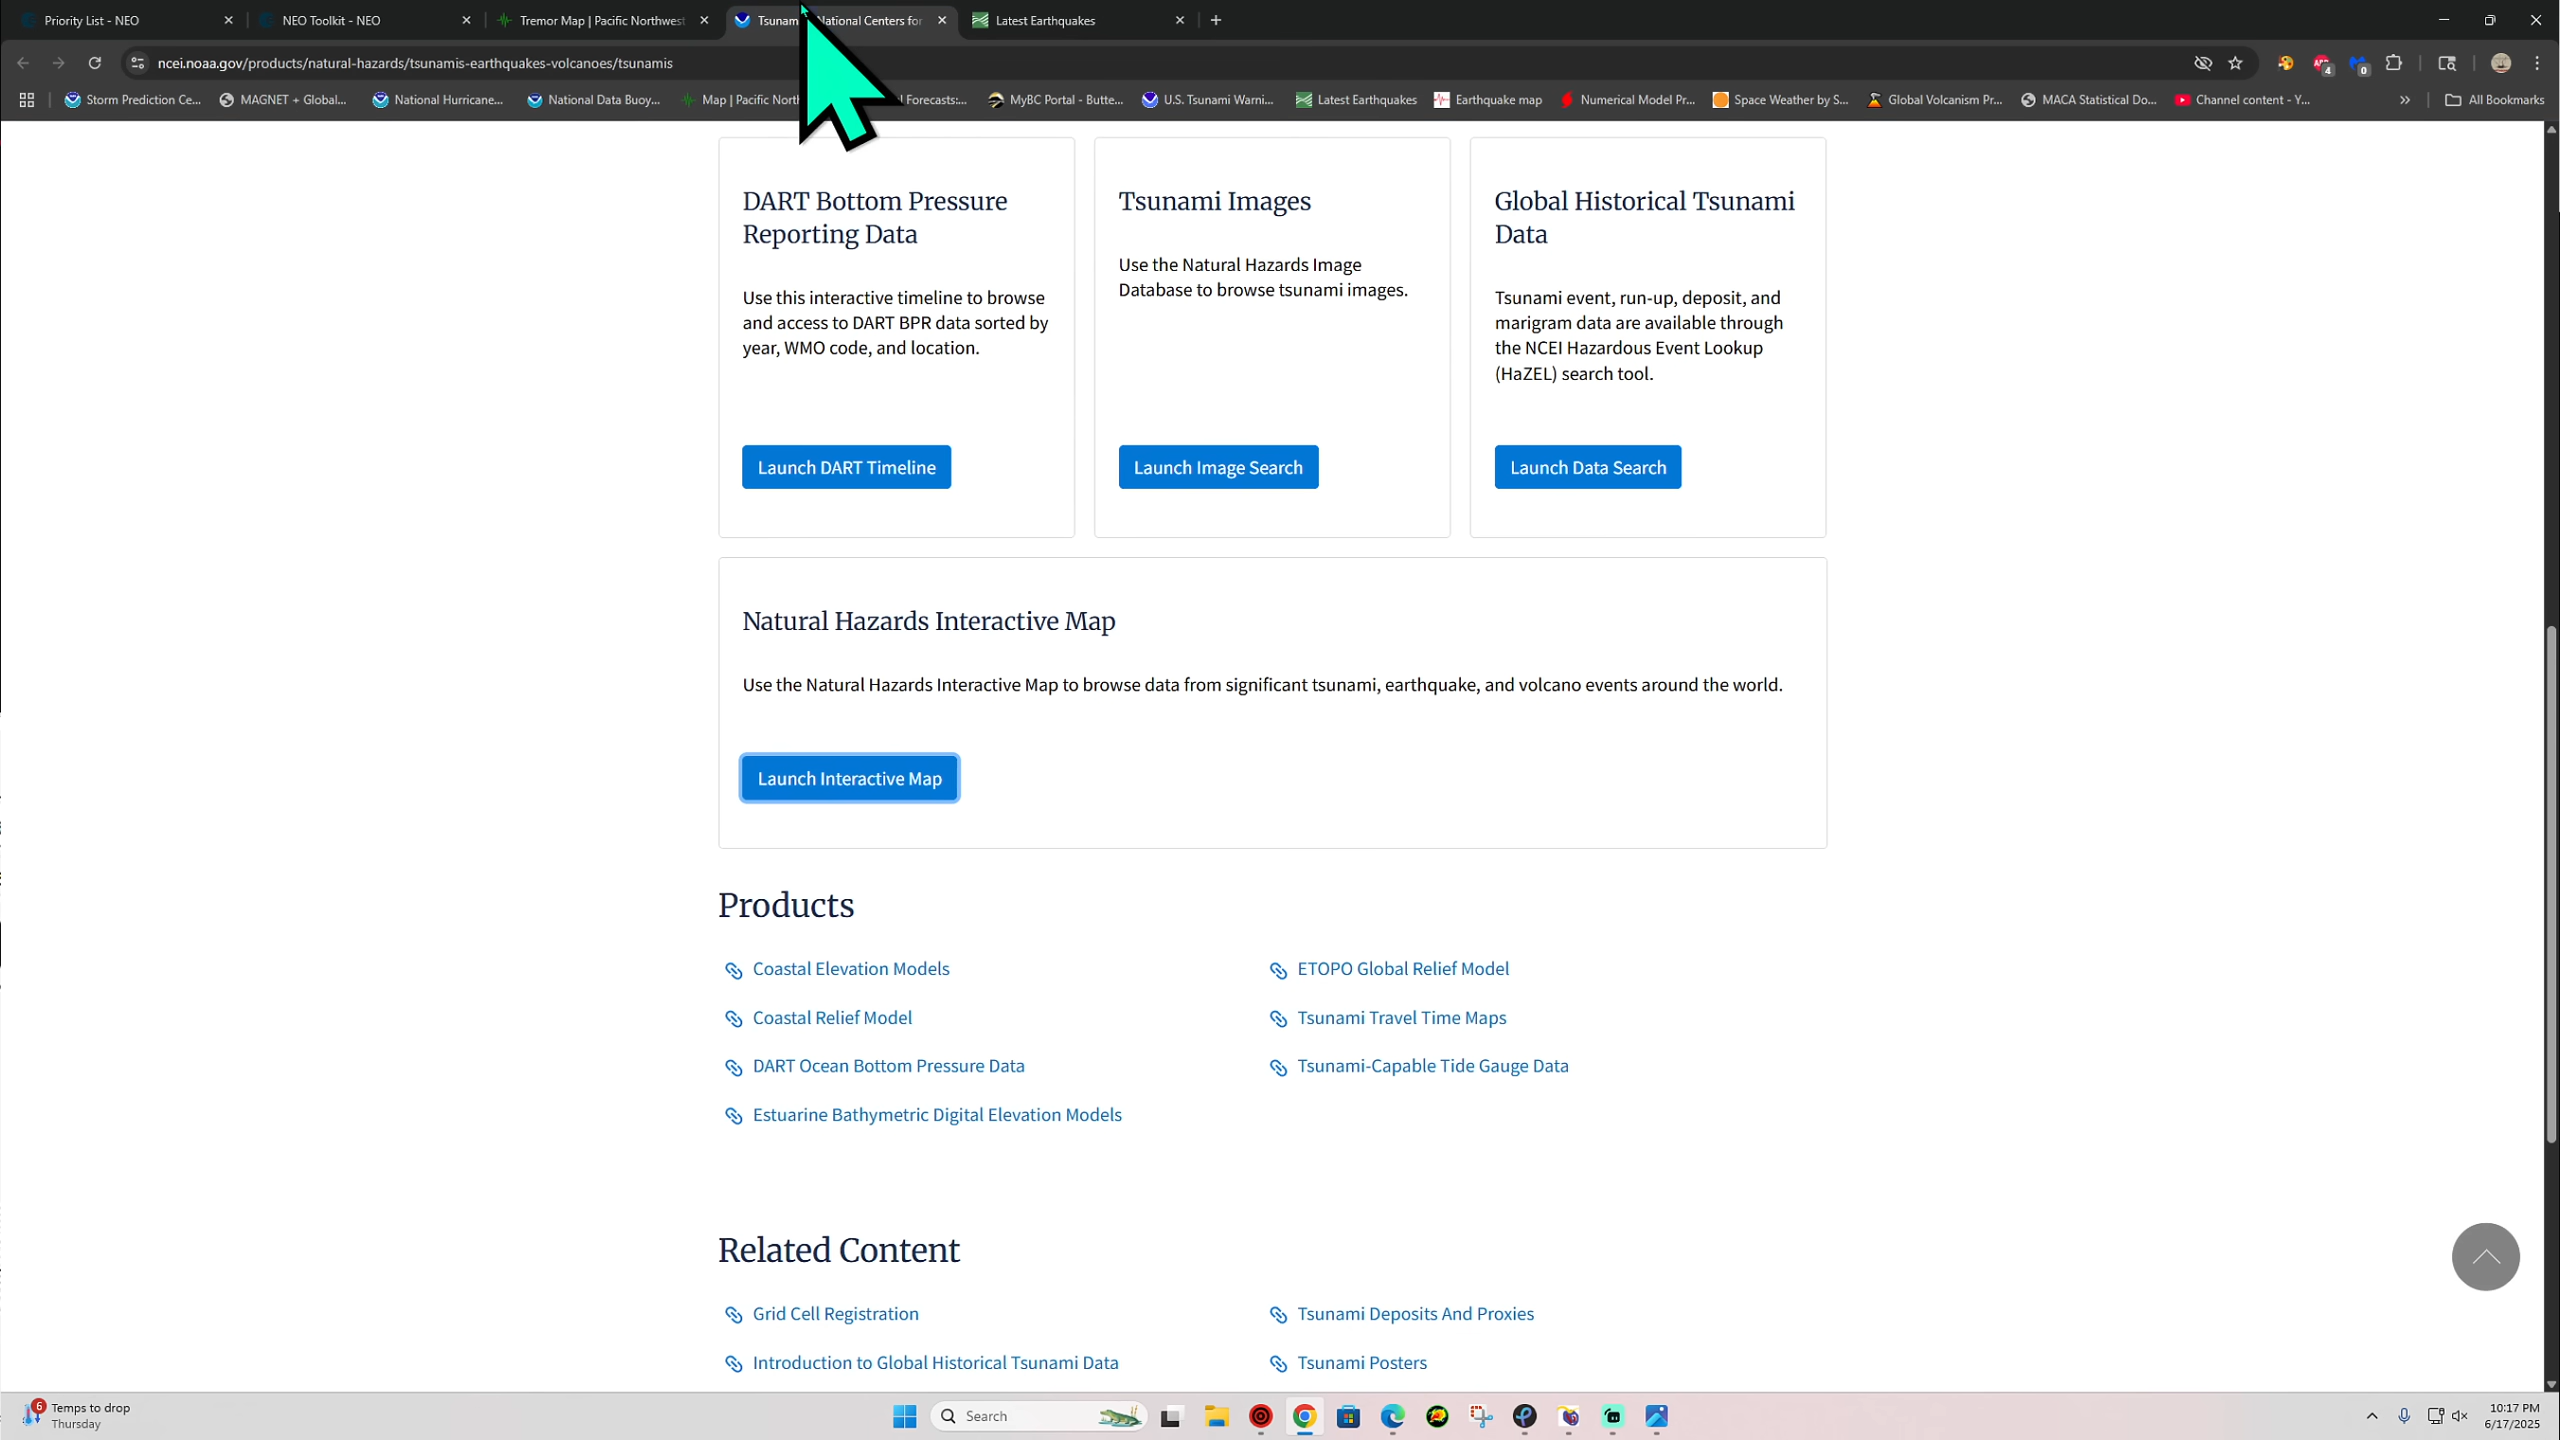 Priority List - NEO
NEO Toolkit - NEO
Tremor Map | Pacific Northwest
Tsunam
National Centers for
Latest Earthquakes
ncei.noaa.gov/products/natural-hazards/tsunamis-earthquakes-volcanoes/tsunamis
4
0
Storm Prediction Ce...
MAGNET + Global...
National Hurricane...
National Data Buoy...
Map | Pacific North
l Forecasts:...
MyBC Portal - Butte...
U.S. Tsunami Warni...
Latest Earthquakes
Earthquake map
Numerical Model Pr...
Space Weather by S...
Global Volcanism Pr...
MACA Statistical Do...
Channel content - Y...
All Bookmarks
DART Bottom Pressure
Reporting Data
Use this interactive timeline to browse
and access to DART BPR data sorted by
year, WMO code, and location.
Launch DART Timeline
Tsunami Images
Use the Natural Hazards Image
Database to browse tsunami images.
Launch Image Search
Global Historical Tsunami
Data
Tsunami event, run-up, deposit, and
marigram data are available through
the NCEI Hazardous Event Lookup
(HaZEL) search tool.
Launch Data Search
Natural Hazards Interactive Map
Use the Natural Hazards Interactive Map to browse data from significant tsunami, earthquake, and volcano events around the world.
Launch Interactive Map
Products
Coastal Elevation Models
ETOPO Global Relief Model
Coastal Relief Model
Tsunami Travel Time Maps
DART Ocean Bottom Pressure Data
Tsunami-Capable Tide Gauge Data
Estuarine Bathymetric Digital Elevation Models
Related Content
Grid Cell Registration
Tsunami Deposits And Proxies
Introduction to Global Historical Tsunami Data
Tsunami Posters
6
Temps to drop
Thursday
Search
10:17 PM
6/17/2025